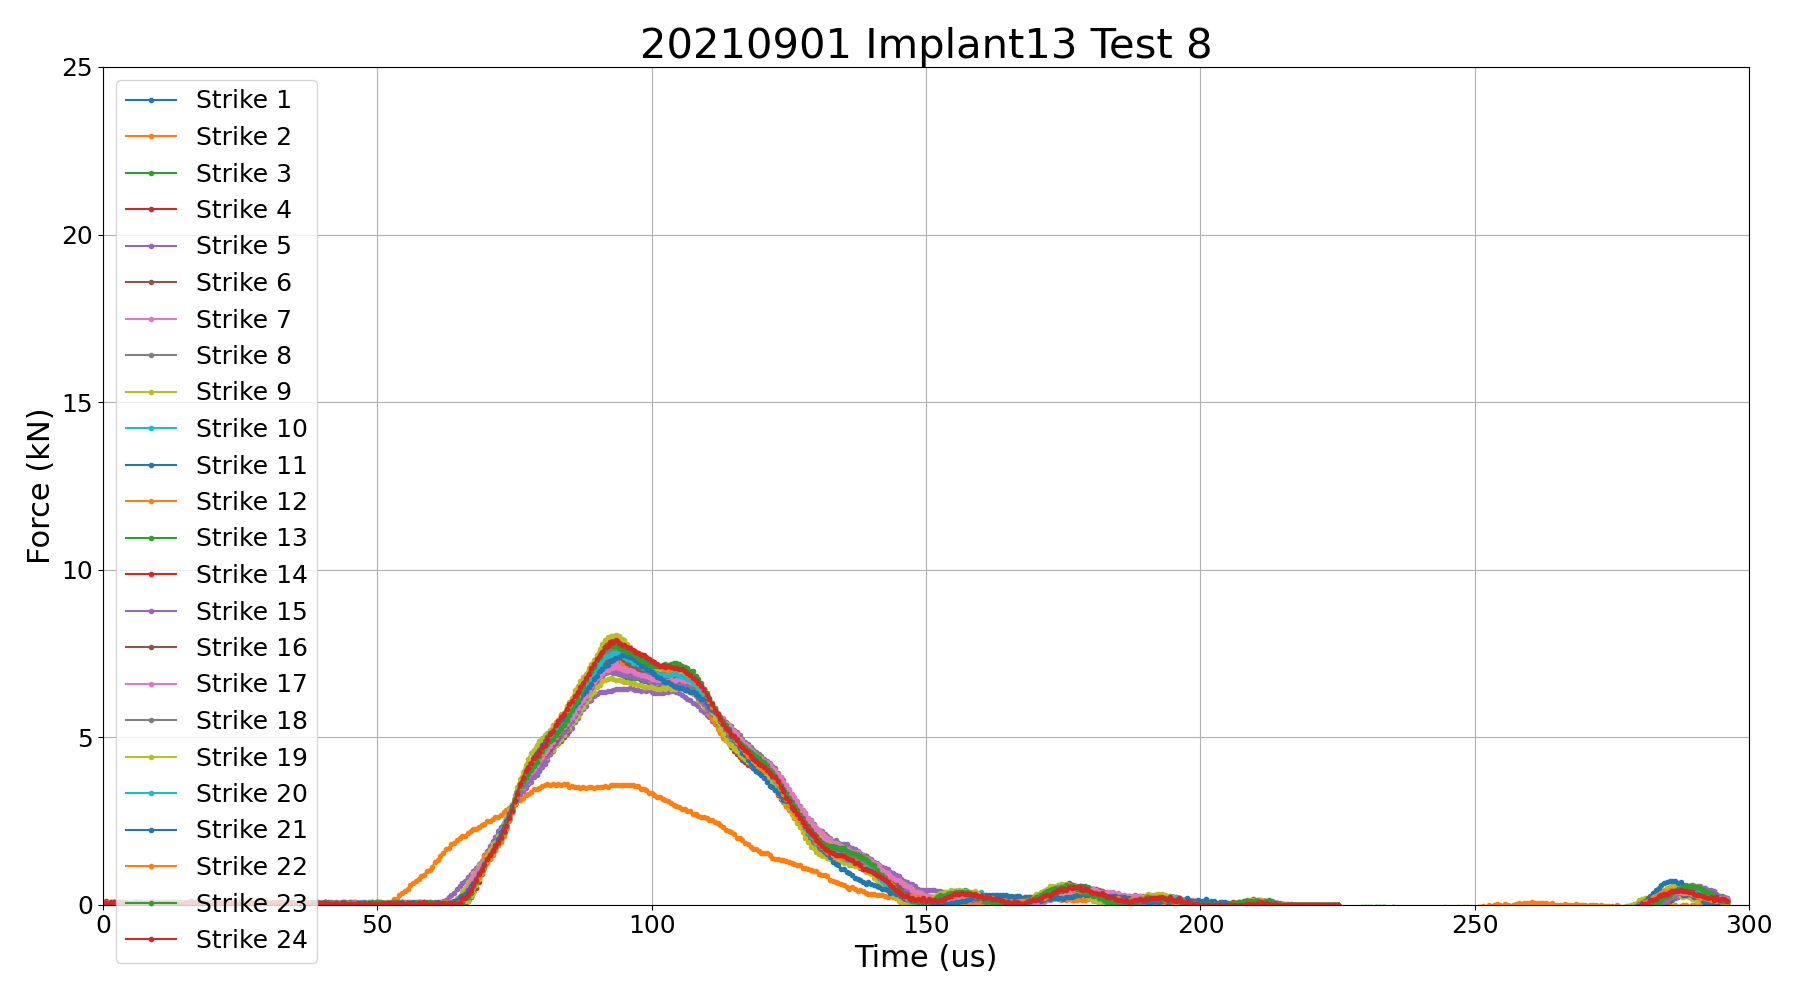 20210901 Implant13 Test 8
25
20
15
10
5
0
Force (kN)
Strike 1
Strike 2
Strike 3
Strike 4
Strike 5
Strike 6
Strike 7
Strike 8
Strike 9
Strike 10
Strike 11
Strike 12
Strike 13
Strike 14
Strike 15
Strike 16
Strike 17
Strike 18
Strike 19
Strike 20
Strike 21
Strike 22
Strike 23
Strike 24
0 50 100 150 200 250 300
Time (us)